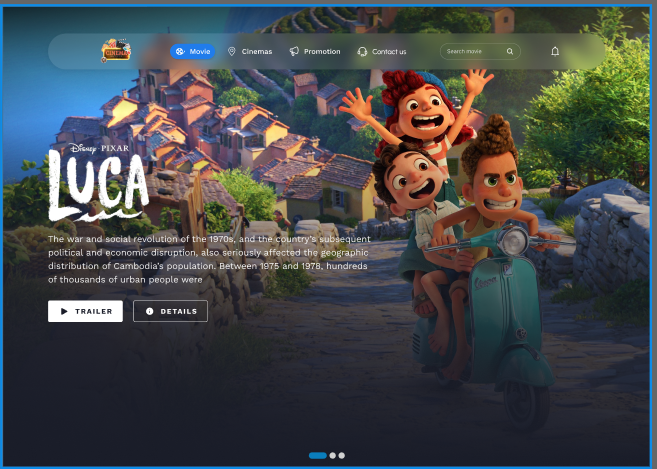 CINEMA
Movie
Cinemas
Promotion
Contact us
Search movie
Disney · PIXAR
LUCA
The war and social revolution of the 1970s, and the country's subsequent
political and economic disruption, also seriously affected the geographic
distribution of Cambodia's population. Between 1975 and 1978, hundreds
of thousands of urban people were
TRAILER
DETAILS
Vespa